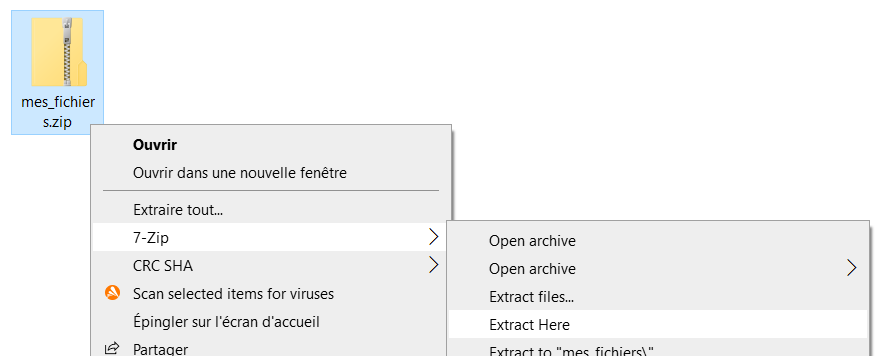 mes_fichier
s.zip
Ouvrir
Ouvrir dans une nouvelle fenêtre
Extraire tout...
7-Zip
CRC SHA
Scan selected items for viruses
Épingler sur l'écran d'accueil
Partager
Open archive
Open archive
Extract files...
Extract Here
Extract to "mes_fichiers\"